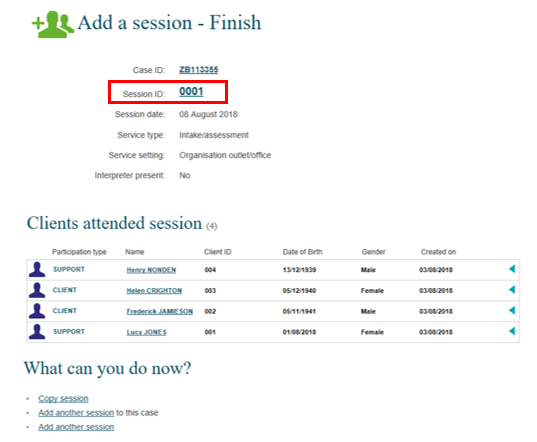 Add a session - Finish
Case ID: ZB113355
Session ID: 0001
Session date: 08 August 2018
Service type: Intake/assessment
Service setting: Organisation outlet/office
Interpreter present: No
Clients attended session (4)
Participation type Name Client ID Date of Birth Gender Created on
SUPPORT Henry NONDEN 004 13/12/1939 Male 03/08/2018
CLIENT Helen CRIGHTON 003 05/12/1940 Female 03/08/2018
CLIENT Frederick JAMIESON 002 05/11/1941 Male 03/08/2018
SUPPORT Lucy JONES 001 01/08/2018 Female 03/08/2018
What can you do now?
• Copy session
• Add another session to this case
• Add another session